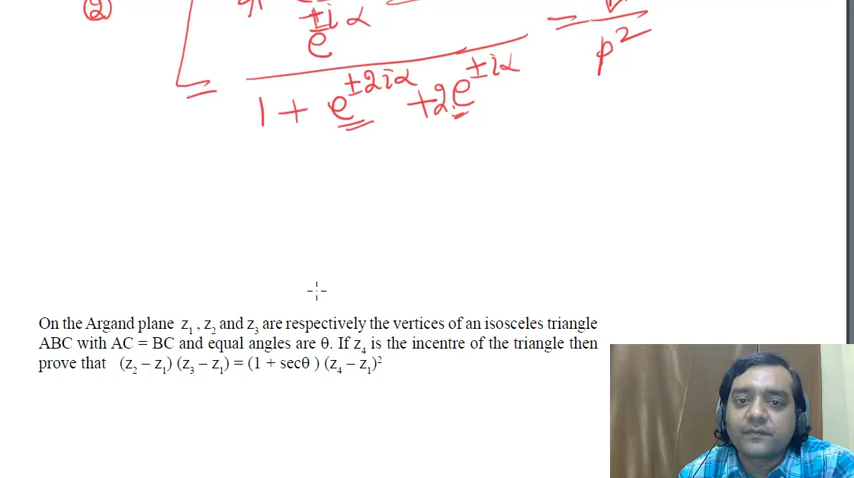 ②
e^{±iα}
1 + e^{±2iα} + 2e^{±iα} = p²
On the Argand plane z₁ , z₂ and z₃ are respectively the vertices of an isosceles triangle
ABC with AC = BC and equal angles are θ. If z₄ is the incentre of the triangle then
prove that (z₂ – z₁) (z₃ – z₁) = (1 + secθ ) (z₄ – z₁)²